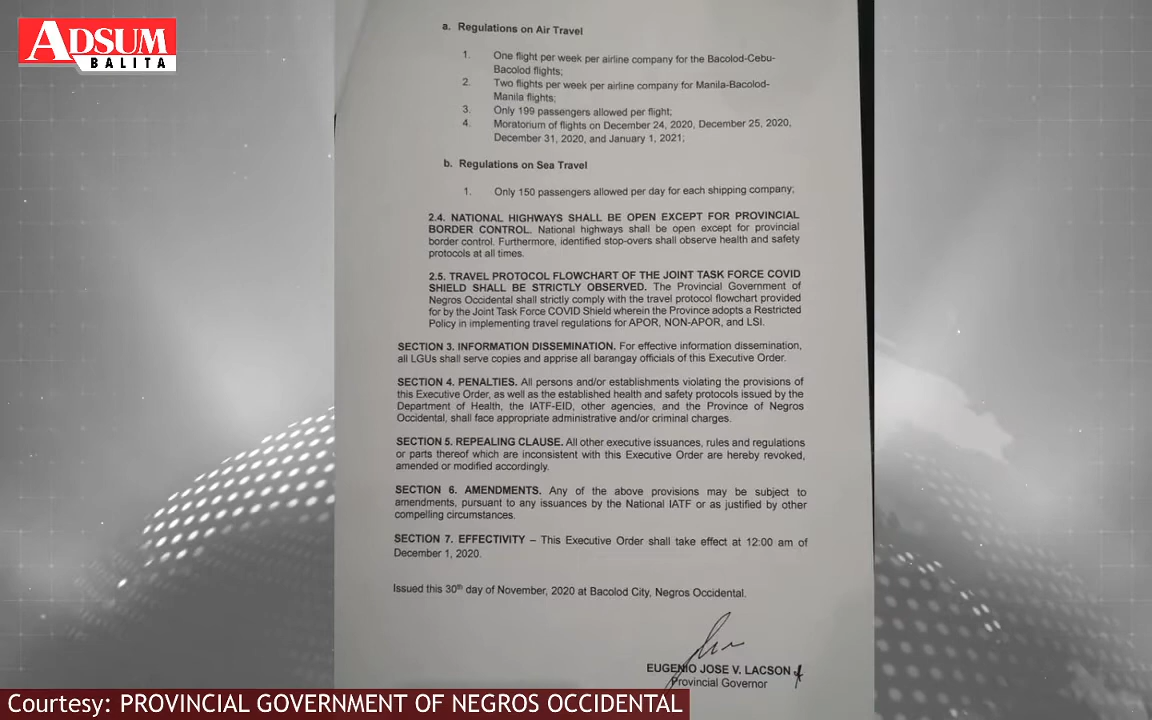 ADSUM
BALITA
a. Regulations on Air Travel
1. One flight per week per airline company for the Bacolod-Cebu-
Bacolod flights;
2. Two flights per week per airline company for Manila-Bacolod-
Manila flights;
3. Only 199 passengers allowed per flight;
4. Moratorium of flights on December 24, 2020, December 25, 2020,
December 31, 2020, and January 1, 2021;
b. Regulations on Sea Travel
1. Only 150 passengers allowed per day for each shipping company;
2.4. NATIONAL HIGHWAYS SHALL BE OPEN EXCEPT FOR PROVINCIAL
BORDER CONTROL. National highways shall be open except for provincial
border control. Furthermore, identified stop-overs shall observe health and safety
protocols at all times.
2.5. TRAVEL PROTOCOL FLOWCHART OF THE JOINT TASK FORCE COVID
SHIELD SHALL BE STRICTLY OBSERVED. The Provincial Government of
Negros Occidental shall strictly comply with the travel protocol flowchart provided
for by the Joint Task Force COVID Shield wherein the Province adopts a Restricted
Policy in implementing travel regulations for APOR, NON-APOR, and LSI.
SECTION 3. INFORMATION DISSEMINATION. For effective information dissemination,
all LGUs shall serve copies and apprise all barangay officials of this Executive Order.
SECTION 4. PENALTIES. All persons and/or establishments violating the provisions of
this Executive Order, as well as the established health and safety protocols issued by the
Department of Health, the IATF-EID, other agencies, and the Province of Negros
Occidental, shall face appropriate administrative and/or criminal charges.
SECTION 5. REPEALING CLAUSE. All other executive issuances, rules and regulations
or parts thereof which are inconsistent with this Executive Order are hereby revoked,
amended or modified accordingly.
SECTION 6. AMENDMENTS. Any of the above provisions may be subject to
amendments, pursuant to any issuances by the National IATF or as justified by other
compelling circumstances.
SECTION 7. EFFECTIVITY – This Executive Order shall take effect at 12:00 am of
December 1, 2020.
Issued this 30th day of November, 2020 at Bacolod City, Negros Occidental.
EUGENIO JOSE V. LACSON
Provincial Governor
Courtesy: PROVINCIAL GOVERNMENT OF NEGROS OCCIDENTAL